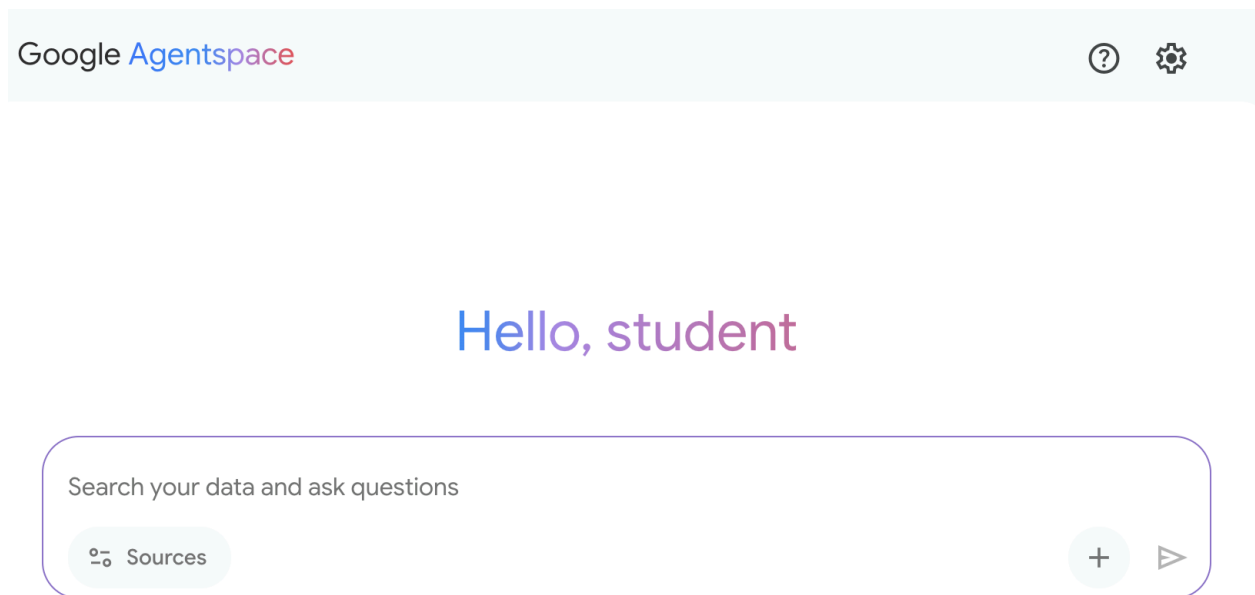 Google Agentspace
Hello, student
Search your data and ask questions
Sources